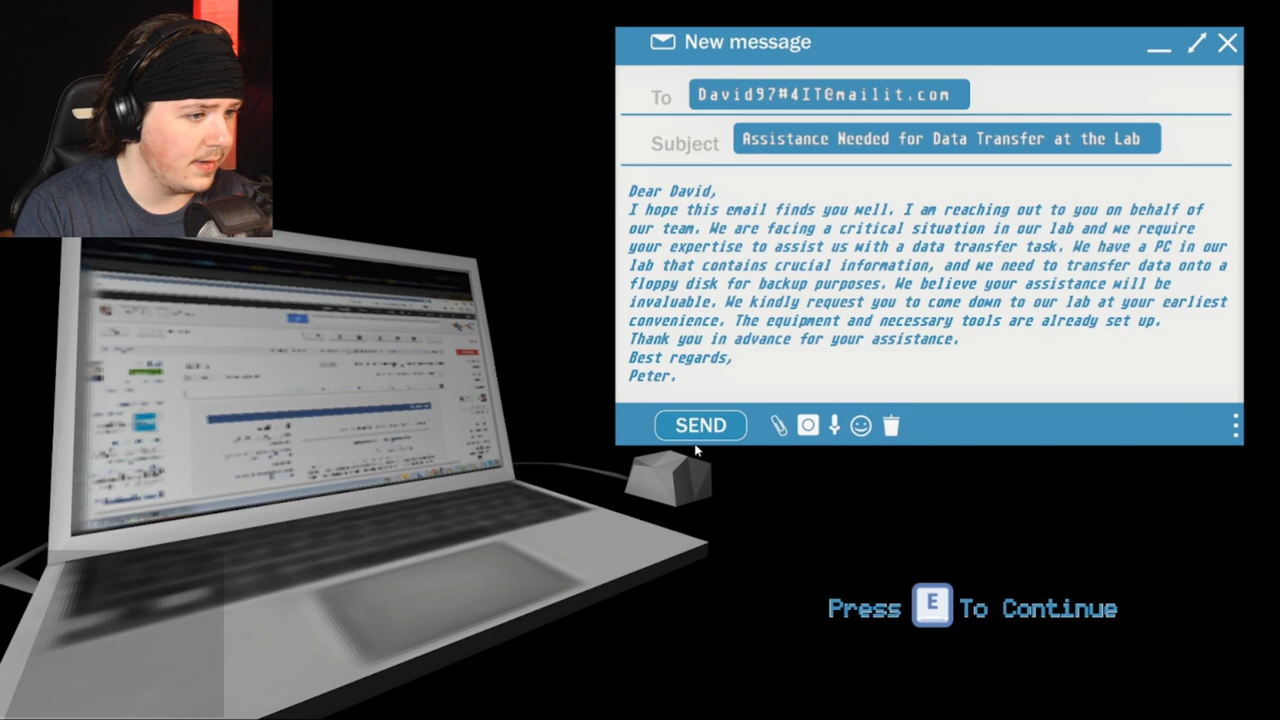 New message
To David97#4IT@mailit.com
Subject Assistance Needed for Data Transfer at the Lab
Dear David,
I hope this email finds you well. I am reaching out to you on behalf of
our team. We are facing a critical situation in our lab and we require
your expertise to assist us with a data transfer task. We have a PC in our
lab that contains crucial information, and we need to transfer data onto a
floppy disk for backup purposes. We believe your assistance will be
invaluable. We kindly request you to come down to our lab at your earliest
convenience. The equipment and necessary tools are already set up.
Thank you in advance for your assistance.
Best regards,
Peter.
SEND
Press E To Continue